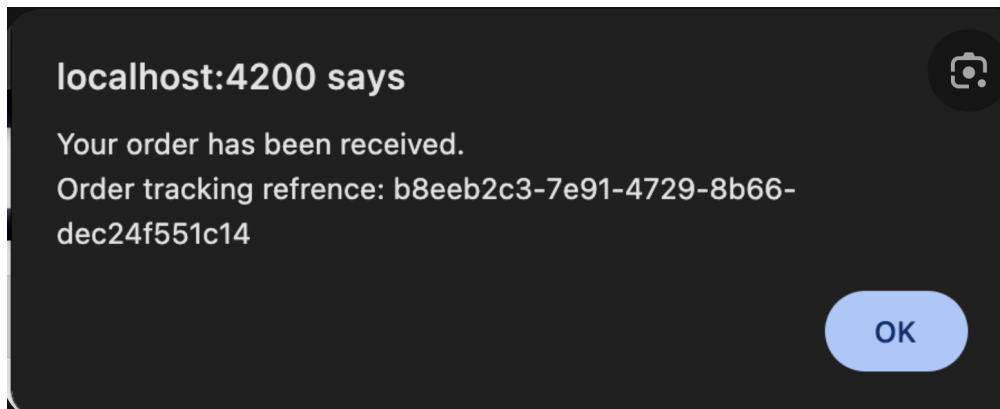 localhost:4200 says
Your order has been received.
Order tracking refrence: b8eeb2c3-7e91-4729-8b66-
dec24f551c14
OK